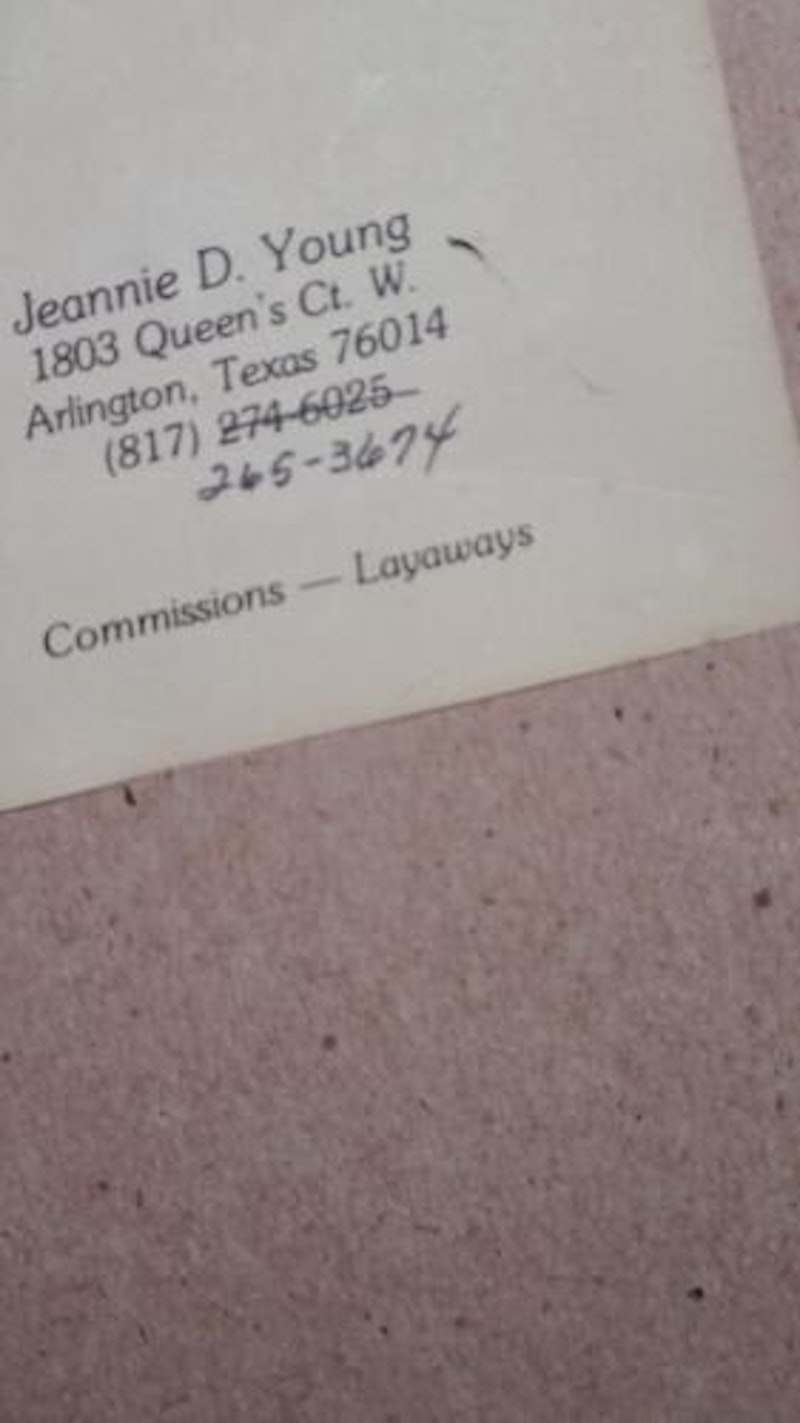 Jeannie D. Young
1803 Queen's Ct. W.
Arlington, Texas 76014
(817) 274-6025
265-3674
Commissions — Layaways